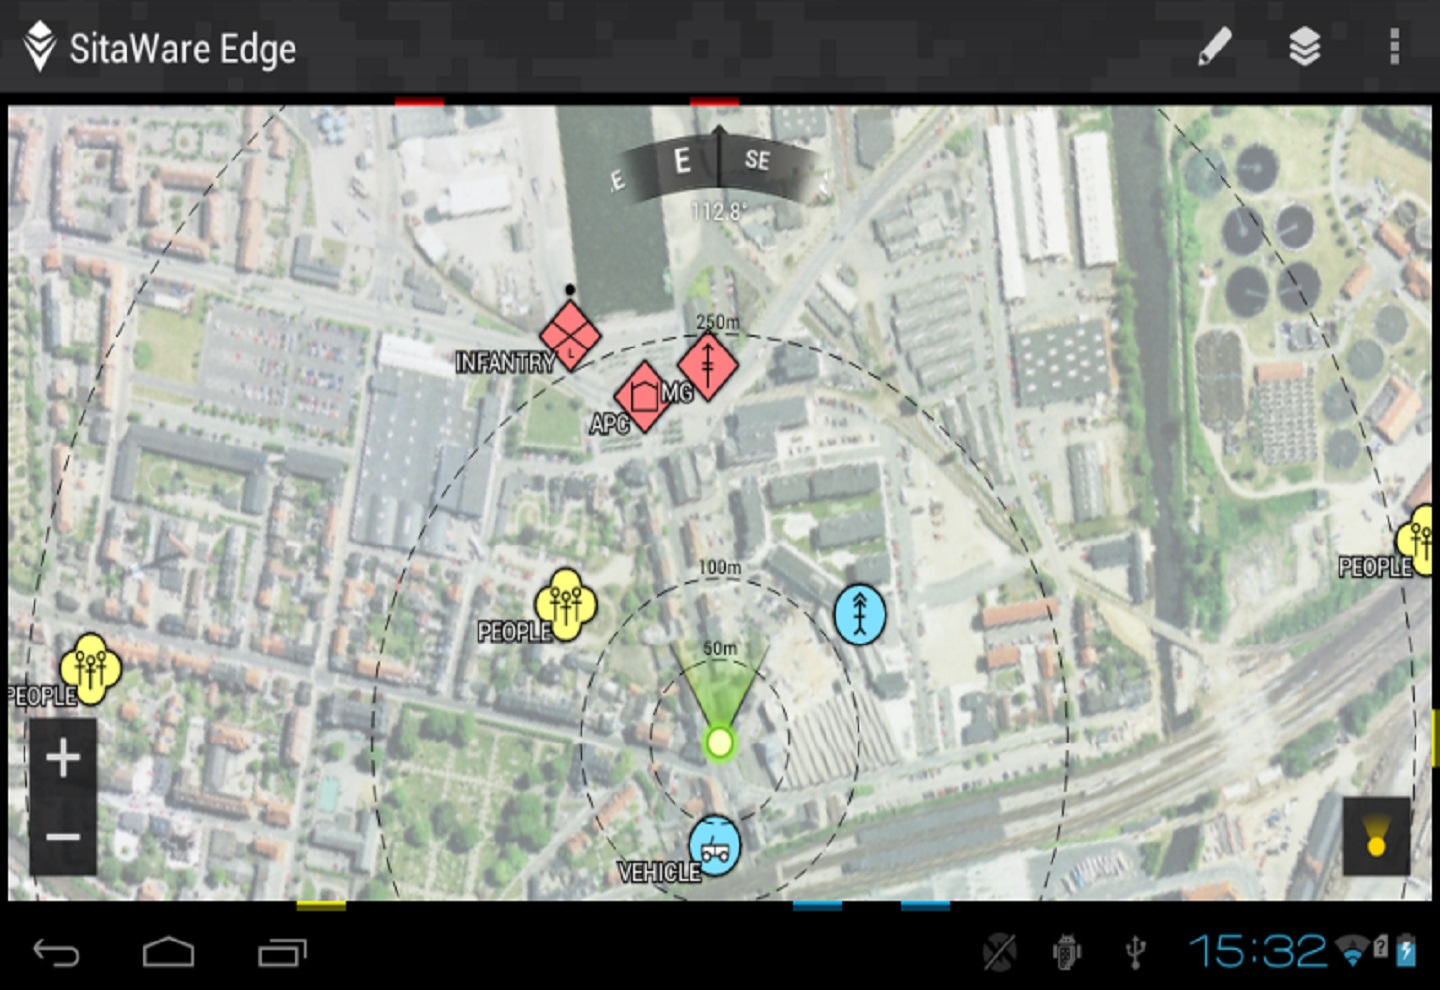 SitaWare Edge
E
E
SE
112.8°
250m
INFANTRY
L
MG
APC
100m
PEOPLE
PEOPLE
50m
PEOPLE
VEHICLE
15:32
?